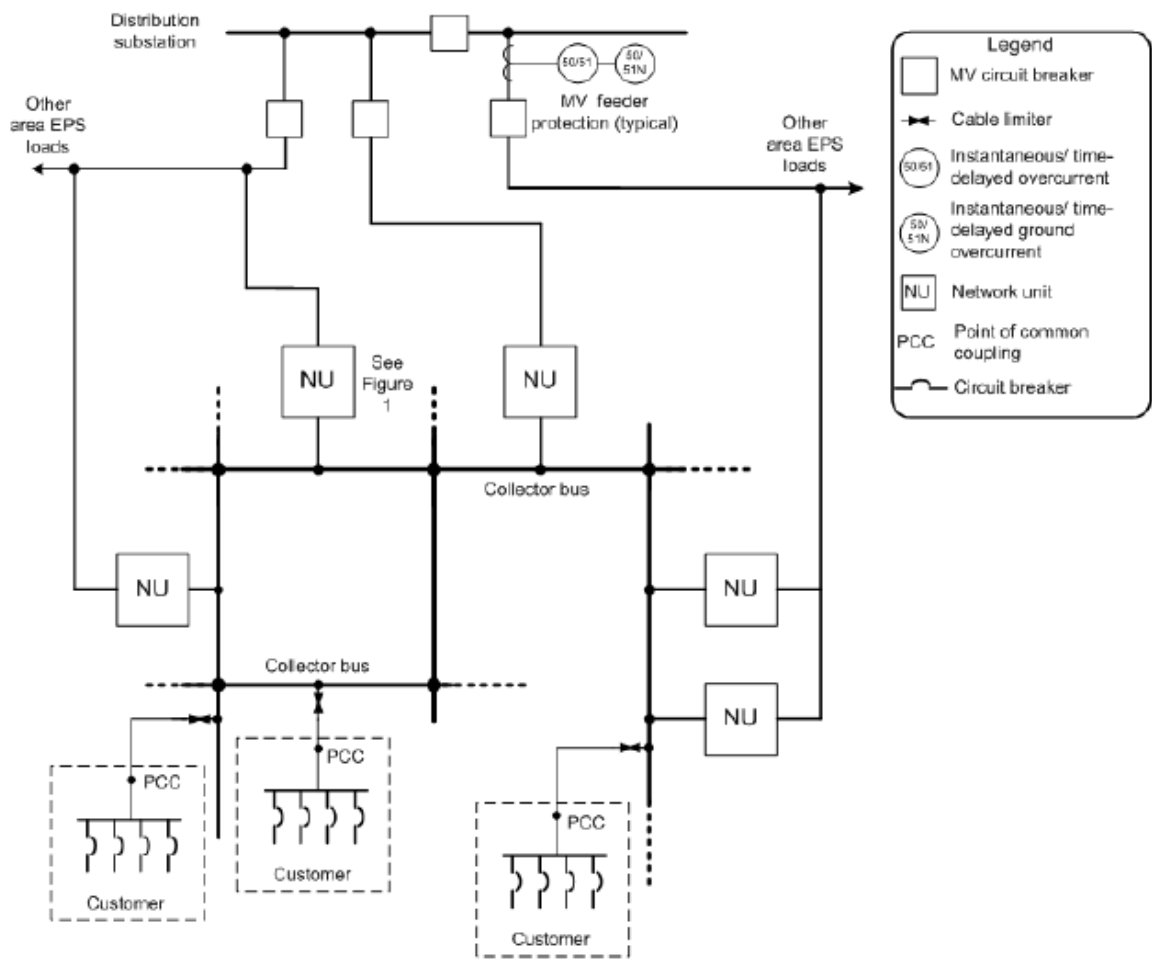 Distribution
substation
50/51
50/
51N
MV feeder
protection (typical)
Other
area EPS
loads
Other
area EPS
loads
NU
See
Figure
1
NU
Collector bus
NU
NU
Collector bus
NU
PCC
Customer
PCC
Customer
PCC
Customer
Legend
MV circuit breaker
Cable limiter
50/51
Instantaneous/ time-
delayed overcurrent
50/
51N
Instantaneous/ time-
delayed ground
overcurrent
NU
Network unit
PCC
Point of common
coupling
Circuit breaker